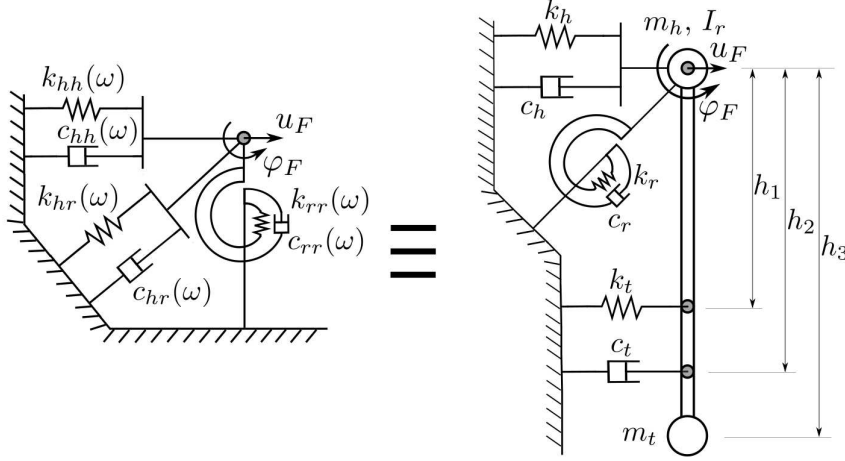 k_{hh}(ω)
c_{hh}(ω)
u_F
φ_F
k_{hr}(ω)
k_{rr}(ω)
c_{rr}(ω)
c_{hr}(ω)
≡
k_h
m_h, I_r
u_F
c_h
φ_F
k_r
c_r
h_1
h_2
h_3
k_t
c_t
m_t